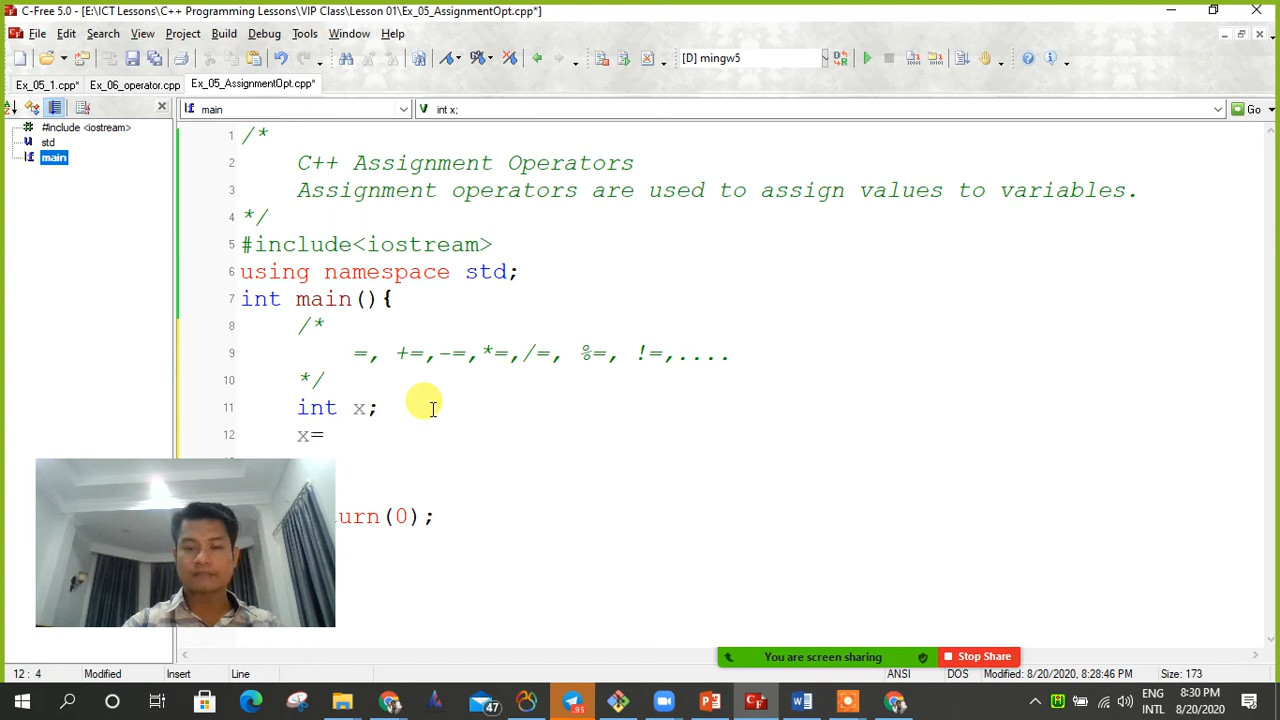 C-Free 5.0 - [E:\ICT Lessons\C++ Programming Lessons\VIP Class\Lesson 01\Ex_05_AssignmentOpt.cpp*]
File Edit Search View Project Build Debug Tools Window Help
[D] mingw5
Ex_05_1.cpp* Ex_06_operator.cpp Ex_05_AssignmentOpt.cpp*
main int x; Go
#include <iostream>
std
main
1 /*
2 C++ Assignment Operators
3 Assignment operators are used to assign values to variables.
4 */
5 #include<iostream>
6 using namespace std;
7 int main(){
8 /*
9 =, +=,-=,*=,/=, %=, !=,....
10 */
11 int x;
12 x=
urn(0);
You are screen sharing Stop Share
12 : 4 Modified Insert Line ANSI DOS Modified: 8/20/2020, 8:28:46 PM Size: 173
47 95 ENG 8:30 PM
INTL 8/20/2020